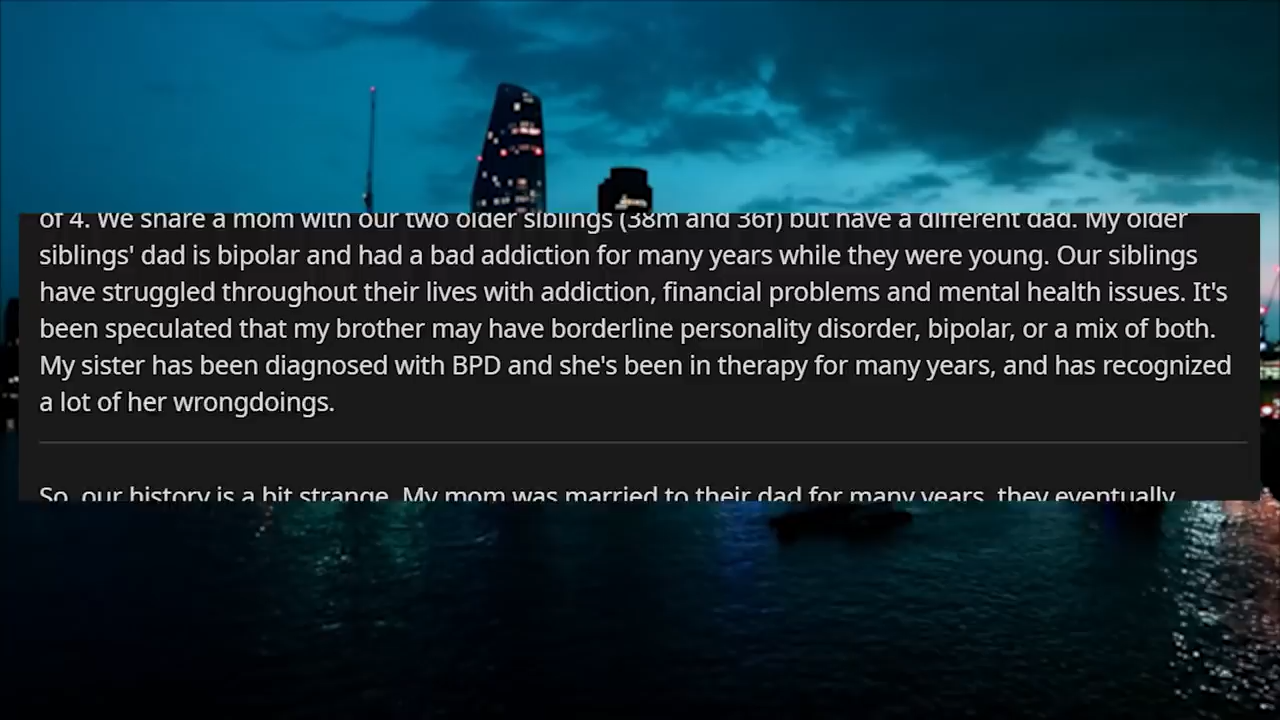 of 4. We share a mom with our two older siblings (38m and 36f) but have a different dad. My older
siblings' dad is bipolar and had a bad addiction for many years while they were young. Our siblings
have struggled throughout their lives with addiction, financial problems and mental health issues. It's
been speculated that my brother may have borderline personality disorder, bipolar, or a mix of both.
My sister has been diagnosed with BPD and she's been in therapy for many years, and has recognized
a lot of her wrongdoings.
So, our history is a bit strange. My mom was married to their dad for many years, they eventually